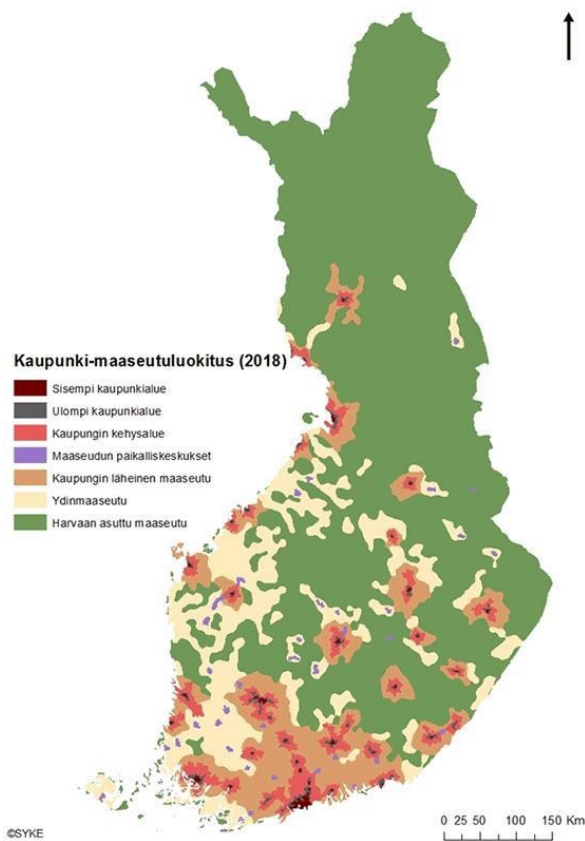 Kaupunki-maaseutuluokitus (2018)
Sisempi kaupunkialue
Ulompi kaupunkialue
Kaupungin kehysalue
Maaseudun paikalliskeskukset
Kaupungin läheinen maaseutu
Ydinmaaseutu
Harvaan asuttu maaseutu
©SYKE
0 25 50 100 150 Km